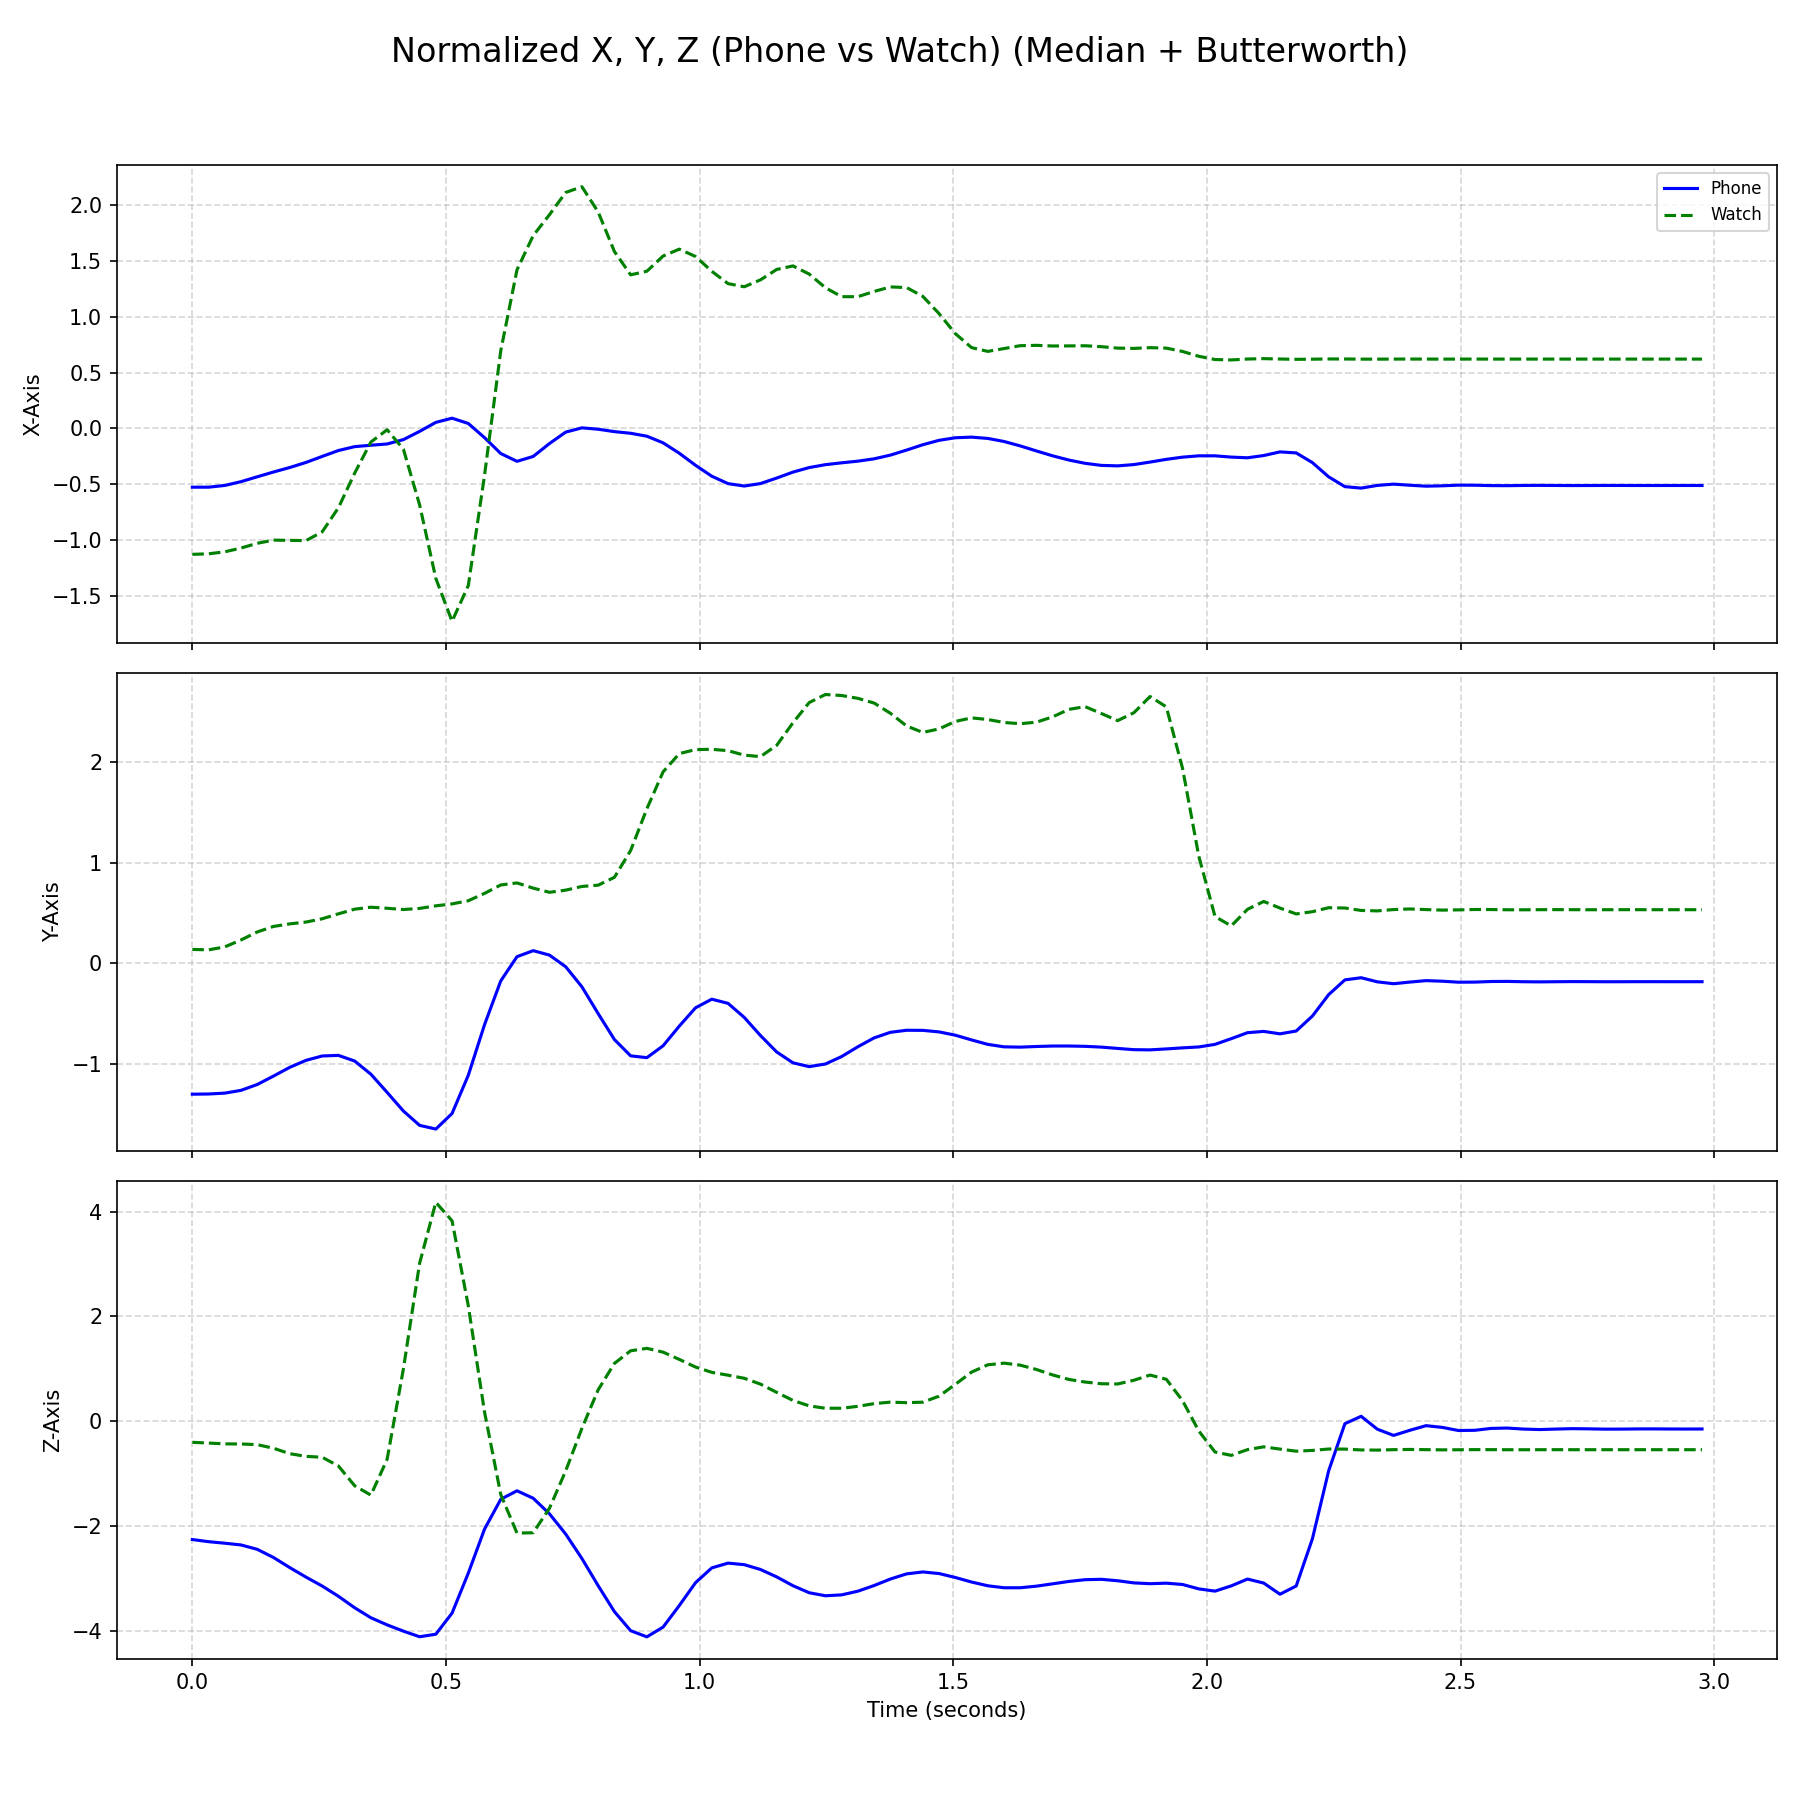 Normalized X, Y, Z (Phone vs Watch) (Median + Butterworth)
Phone
Watch
X-Axis
2.0
1.5
1.0
0.5
0.0
−0.5
−1.0
−1.5
Y-Axis
2
1
0
−1
Z-Axis
4
2
0
−2
−4
0.0 0.5 1.0 1.5 2.0 2.5 3.0
Time (seconds)